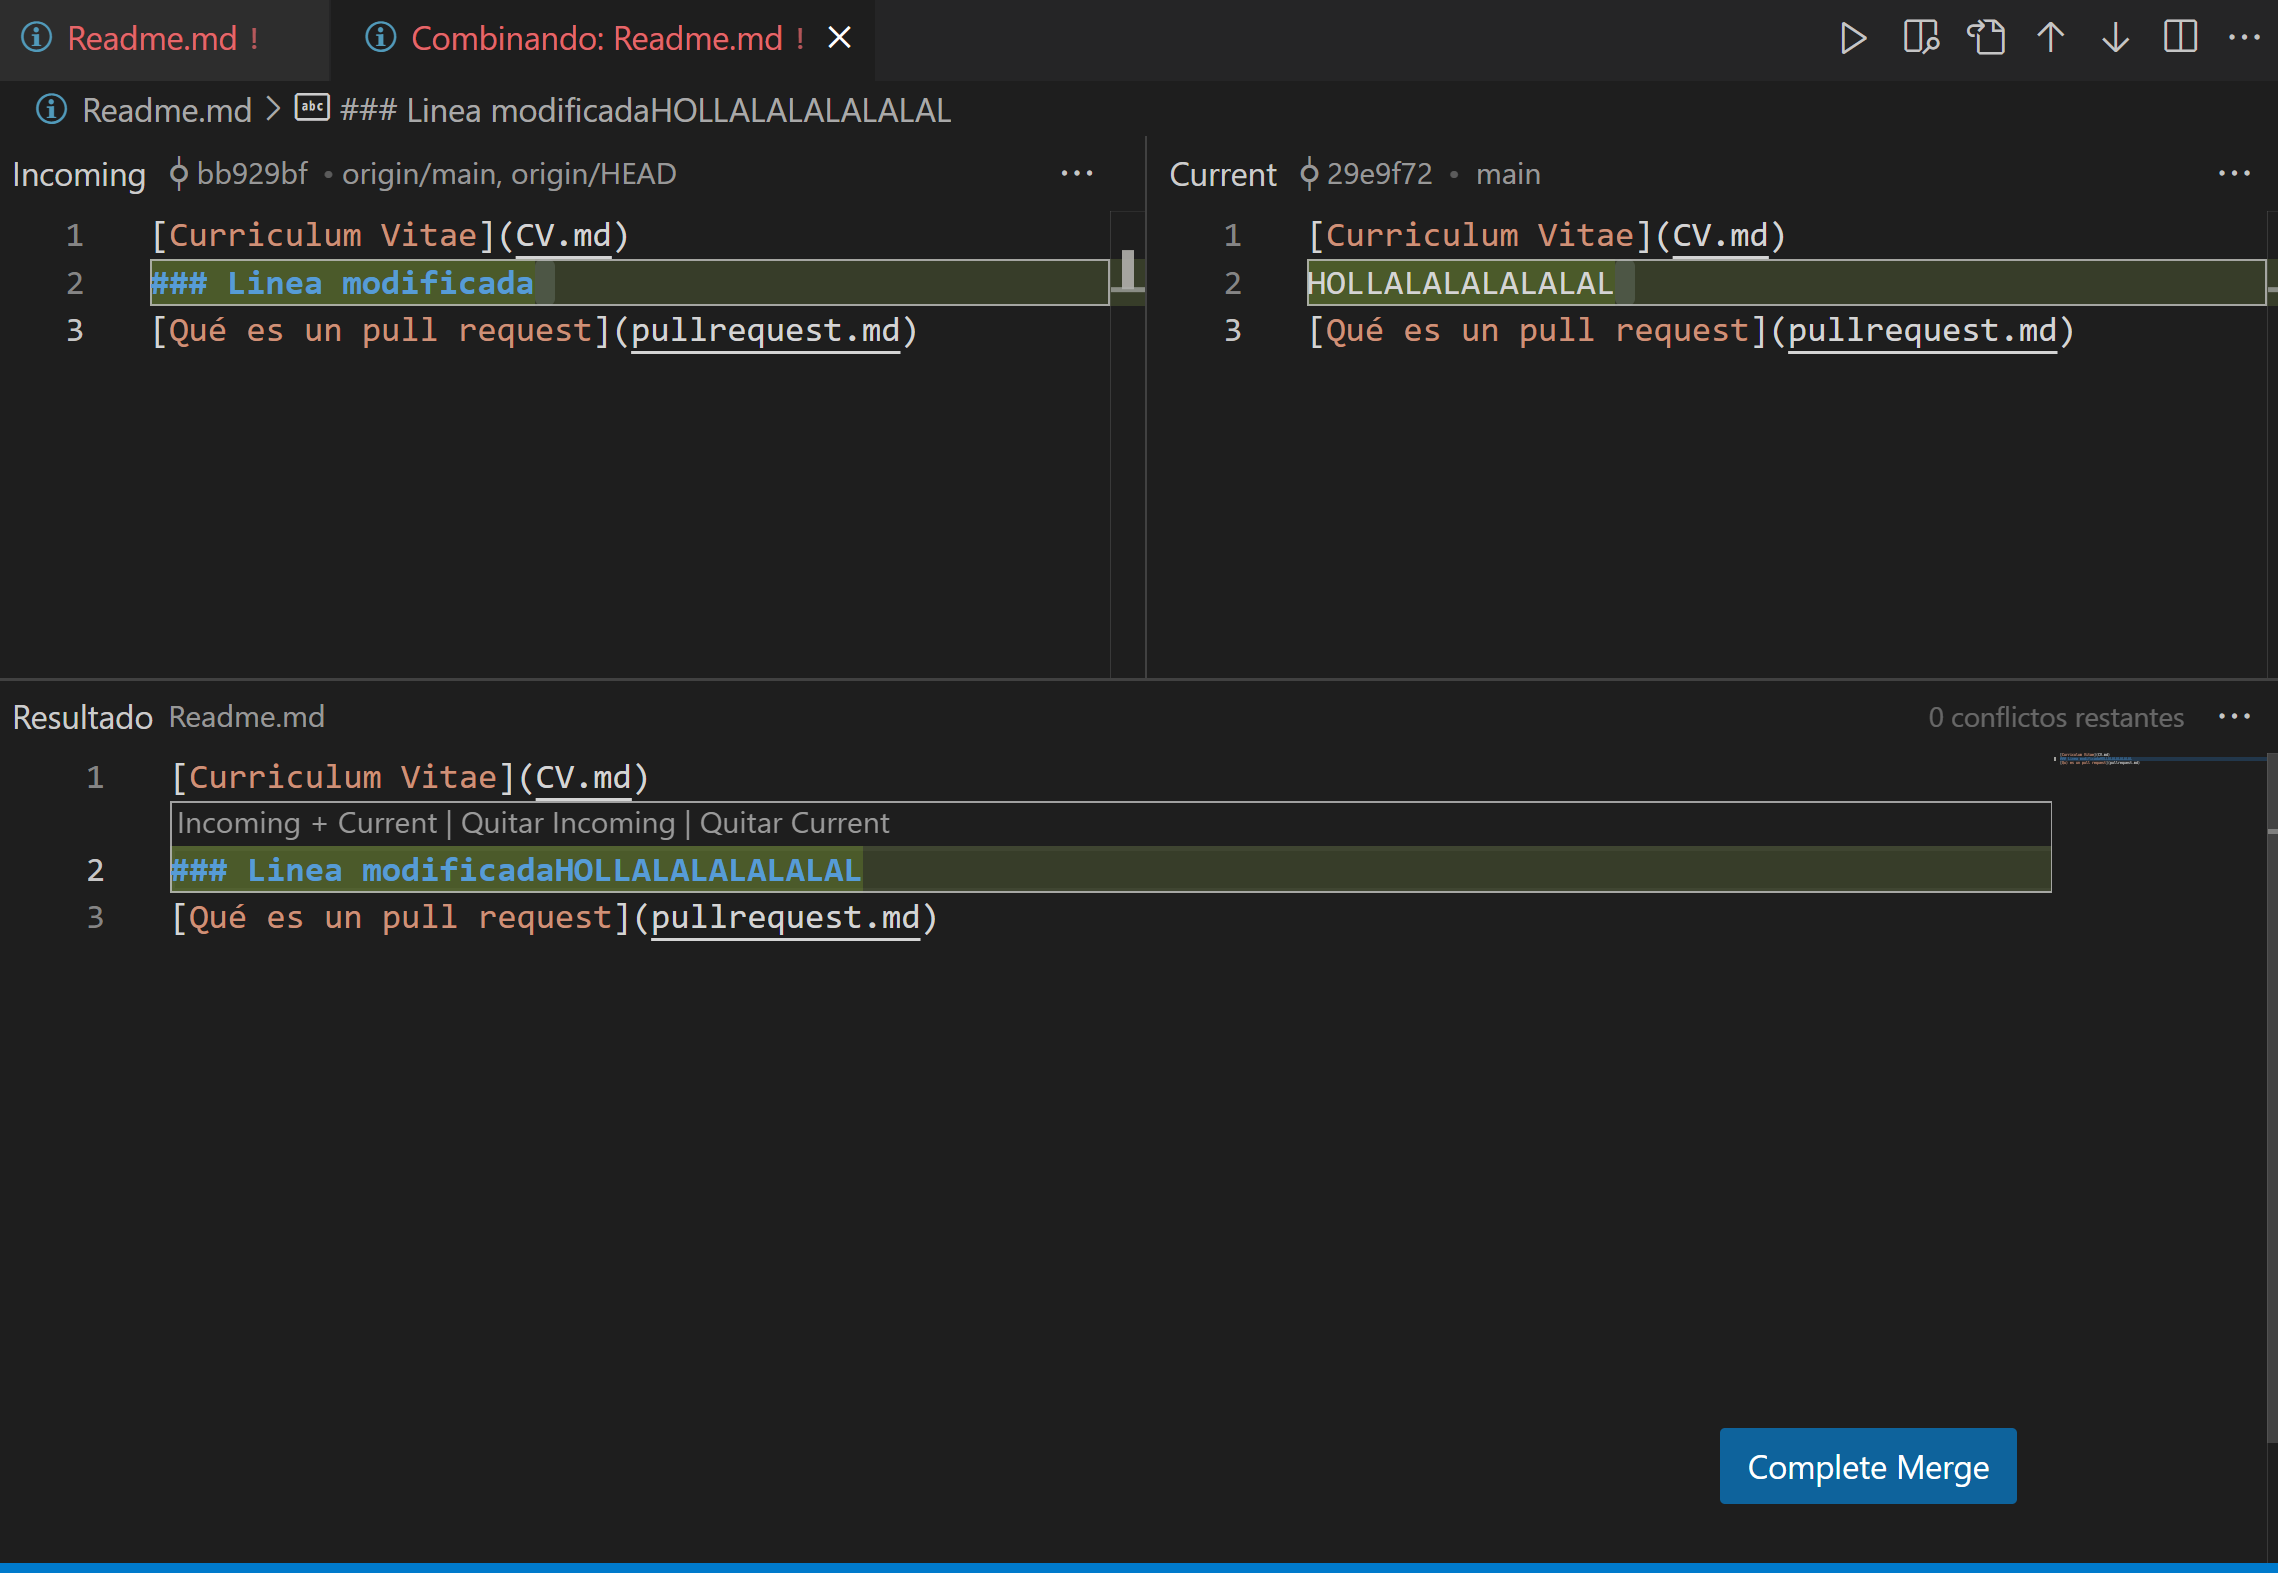 Readme.md !
Combinando: Readme.md !
Readme.md > abc ### Linea modificadaHOLLALALALALALAL
Incoming bb929bf • origin/main, origin/HEAD ···
1 [Curriculum Vitae](CV.md)
2 ### Linea modificada
3 [Qué es un pull request](pullrequest.md)
Current 29e9f72 • main ···
1 [Curriculum Vitae](CV.md)
2 HOLLALALALALALAL
3 [Qué es un pull request](pullrequest.md)
Resultado Readme.md 0 conflictos restantes ···
1 [Curriculum Vitae](CV.md)
Incoming + Current | Quitar Incoming | Quitar Current
2 ### Linea modificadaHOLLALALALALALAL
3 [Qué es un pull request](pullrequest.md)
Complete Merge